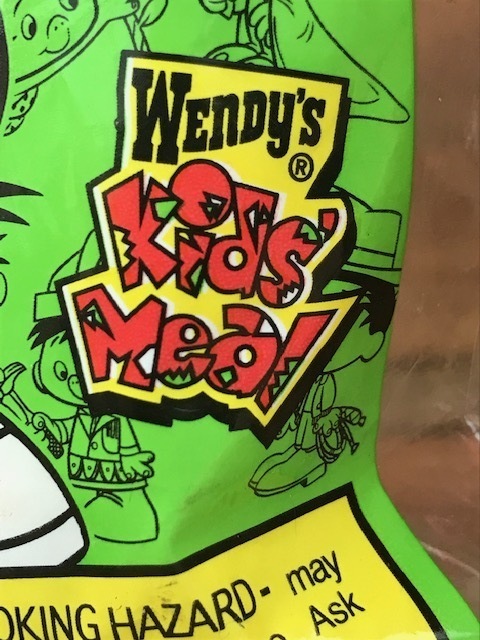 WENDY'S
®
Kids'
Meal
OKING HAZARD- may
Ask